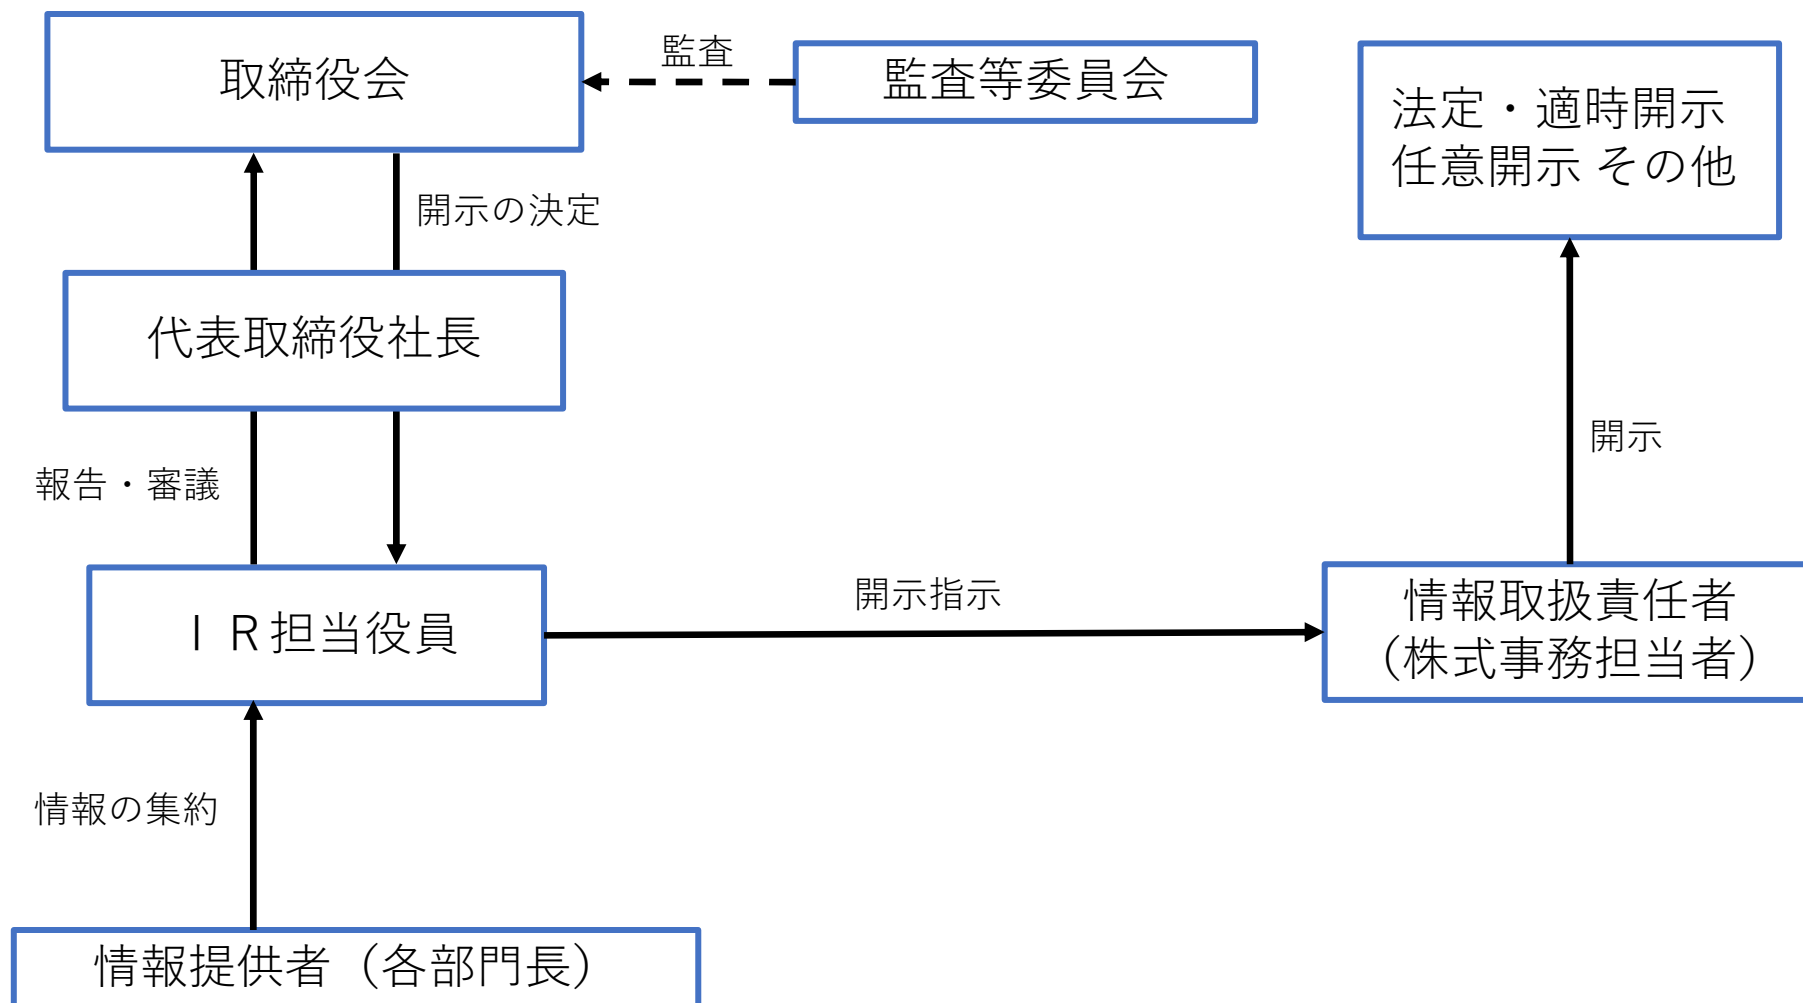 取締役会
監査
監査等委員会
法定・適時開示
任意開示 その他
開示の決定
代表取締役社長
報告・審議
開示
ＩＲ担当役員
開示指示
情報取扱責任者
（株式事務担当者）
情報の集約
情報提供者（各部門長）